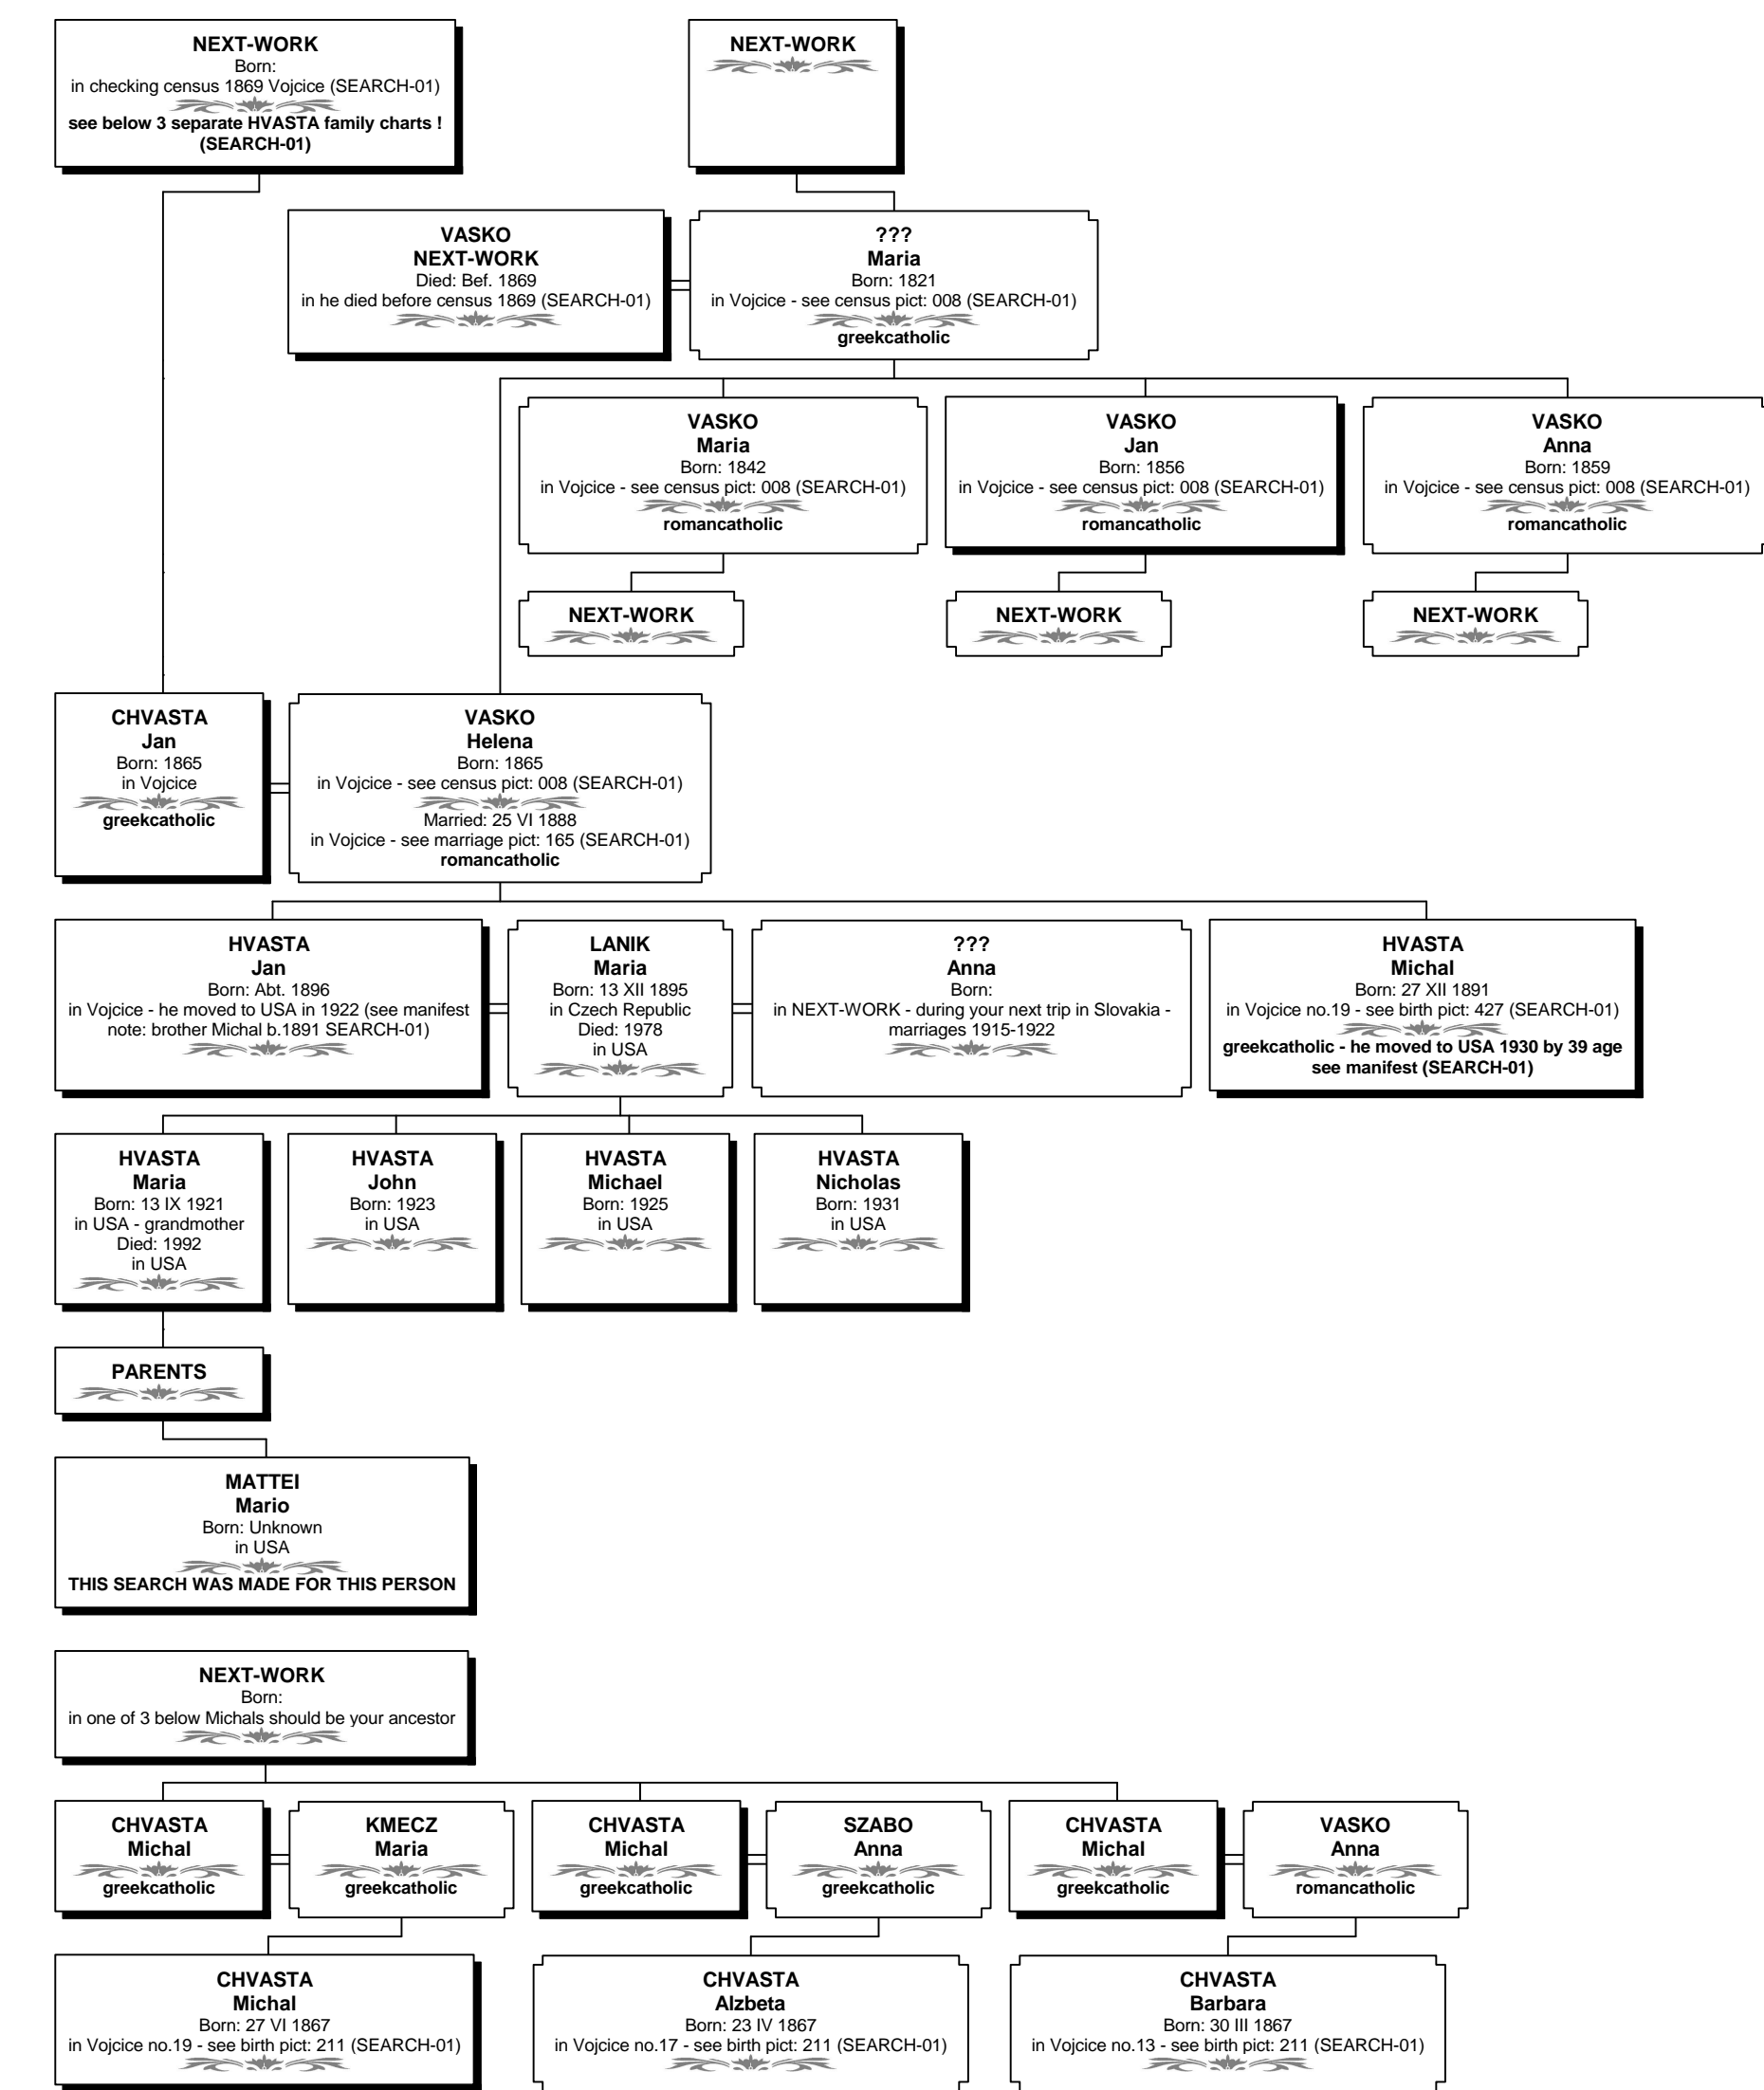 NEXT-WORK
Born:
in checking census 1869 Vojcice (SEARCH-01)
see below 3 separate HVASTA family charts !
(SEARCH-01)
NEXT-WORK
VASKO
NEXT-WORK
Died: Bef. 1869
in he died before census 1869 (SEARCH-01)
???
Maria
Born: 1821
in Vojcice - see census pict: 008 (SEARCH-01)
greekcatholic
VASKO
Maria
Born: 1842
in Vojcice - see census pict: 008 (SEARCH-01)
romancatholic
VASKO
Jan
Born: 1856
in Vojcice - see census pict: 008 (SEARCH-01)
romancatholic
VASKO
Anna
Born: 1859
in Vojcice - see census pict: 008 (SEARCH-01)
romancatholic
NEXT-WORK
NEXT-WORK
NEXT-WORK
CHVASTA
Jan
Born: 1865
in Vojcice
greekcatholic
VASKO
Helena
Born: 1865
in Vojcice - see census pict: 008 (SEARCH-01)
Married: 25 VI 1888
in Vojcice - see marriage pict: 165 (SEARCH-01)
romancatholic
HVASTA
Jan
Born: Abt. 1896
in Vojcice - he moved to USA in 1922 (see manifest
note: brother Michal b.1891 SEARCH-01)
LANIK
Maria
Born: 13 XII 1895
in Czech Republic
Died: 1978
in USA
???
Anna
Born:
in NEXT-WORK - during your next trip in Slovakia -
marriages 1915-1922
HVASTA
Michal
Born: 27 XII 1891
in Vojcice no.19 - see birth pict: 427 (SEARCH-01)
greekcatholic - he moved to USA 1930 by 39 age
see manifest (SEARCH-01)
HVASTA
Maria
Born: 13 IX 1921
in USA - grandmother
Died: 1992
in USA
HVASTA
John
Born: 1923
in USA
HVASTA
Michael
Born: 1925
in USA
HVASTA
Nicholas
Born: 1931
in USA
PARENTS
MATTEI
Mario
Born: Unknown
in USA
THIS SEARCH WAS MADE FOR THIS PERSON
NEXT-WORK
Born:
in one of 3 below Michals should be your ancestor
CHVASTA
Michal
greekcatholic
KMECZ
Maria
greekcatholic
CHVASTA
Michal
greekcatholic
SZABO
Anna
greekcatholic
CHVASTA
Michal
greekcatholic
VASKO
Anna
romancatholic
CHVASTA
Michal
Born: 27 VI 1867
in Vojcice no.19 - see birth pict: 211 (SEARCH-01)
CHVASTA
Alzbeta
Born: 23 IV 1867
in Vojcice no.17 - see birth pict: 211 (SEARCH-01)
CHVASTA
Barbara
Born: 30 III 1867
in Vojcice no.13 - see birth pict: 211 (SEARCH-01)